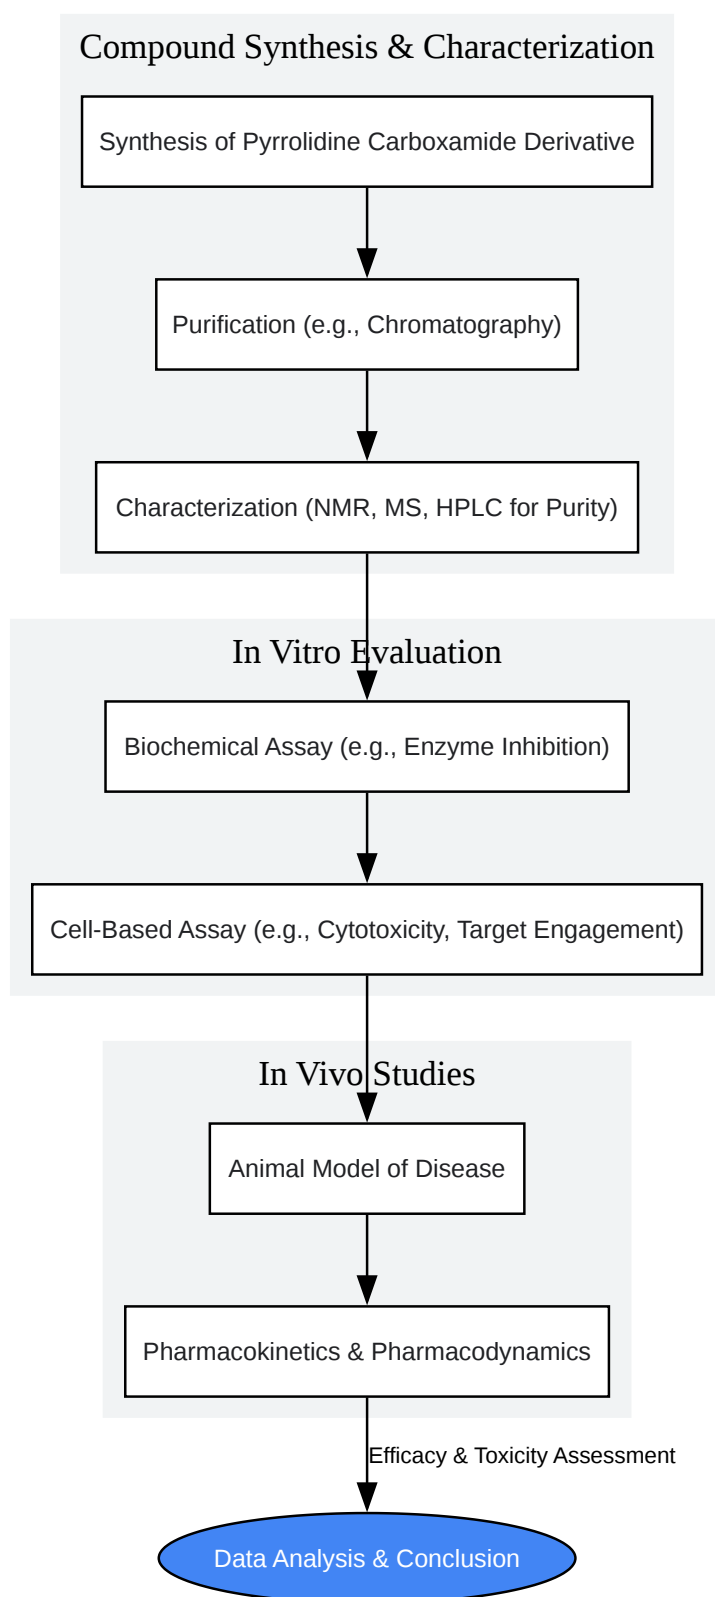 Compound Synthesis & Characterization
Synthesis of Pyrrolidine Carboxamide Derivative
Purification (e.g., Chromatography)
Characterization (NMR, MS, HPLC for Purity)
In Vitro Evaluation
Biochemical Assay (e.g., Enzyme Inhibition)
Cell-Based Assay (e.g., Cytotoxicity, Target Engagement)
In Vivo Studies
Animal Model of Disease
Pharmacokinetics & Pharmacodynamics
Efficacy & Toxicity Assessment
Data Analysis & Conclusion